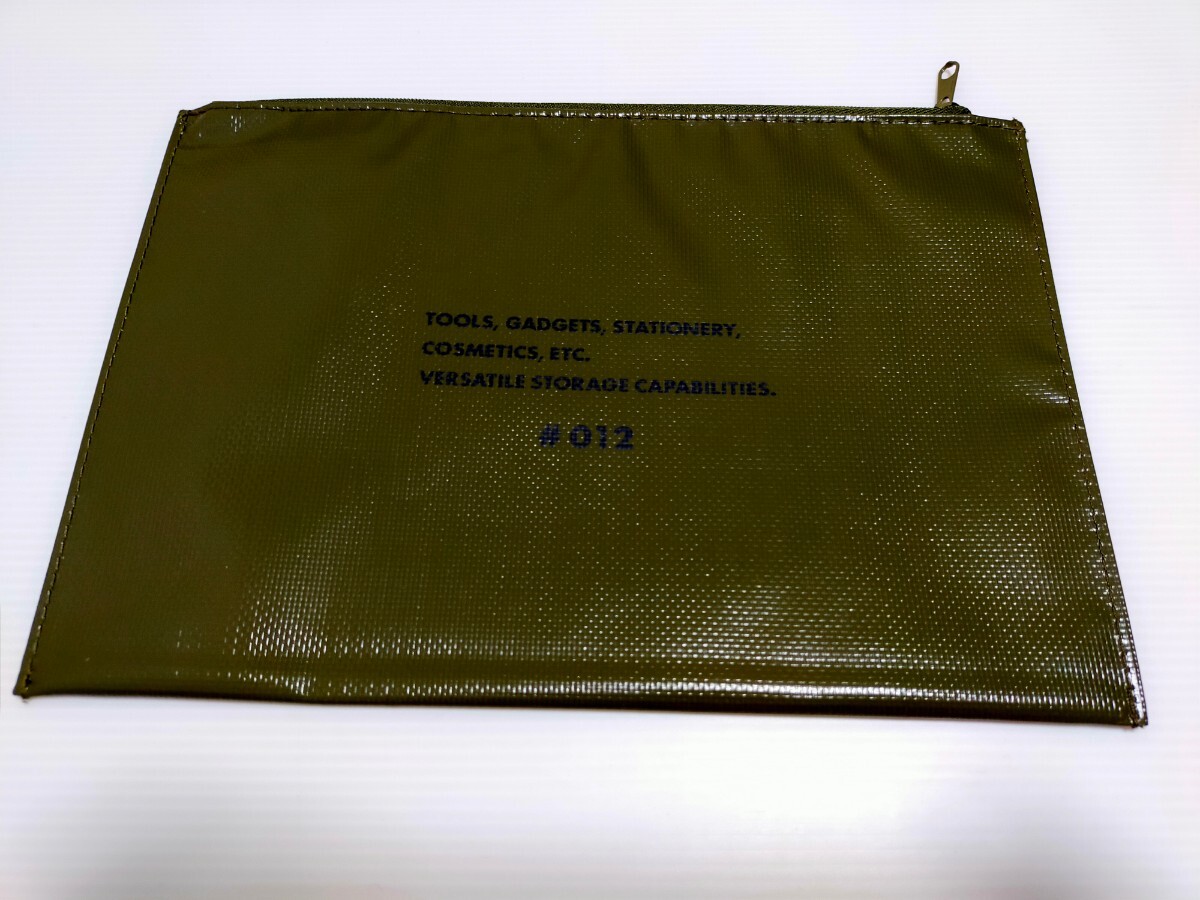 TOOLS, GADGETS, STATIONERY,
COSMETICS, ETC.
VERSATILE STORAGE CAPABILITIES.
# 012